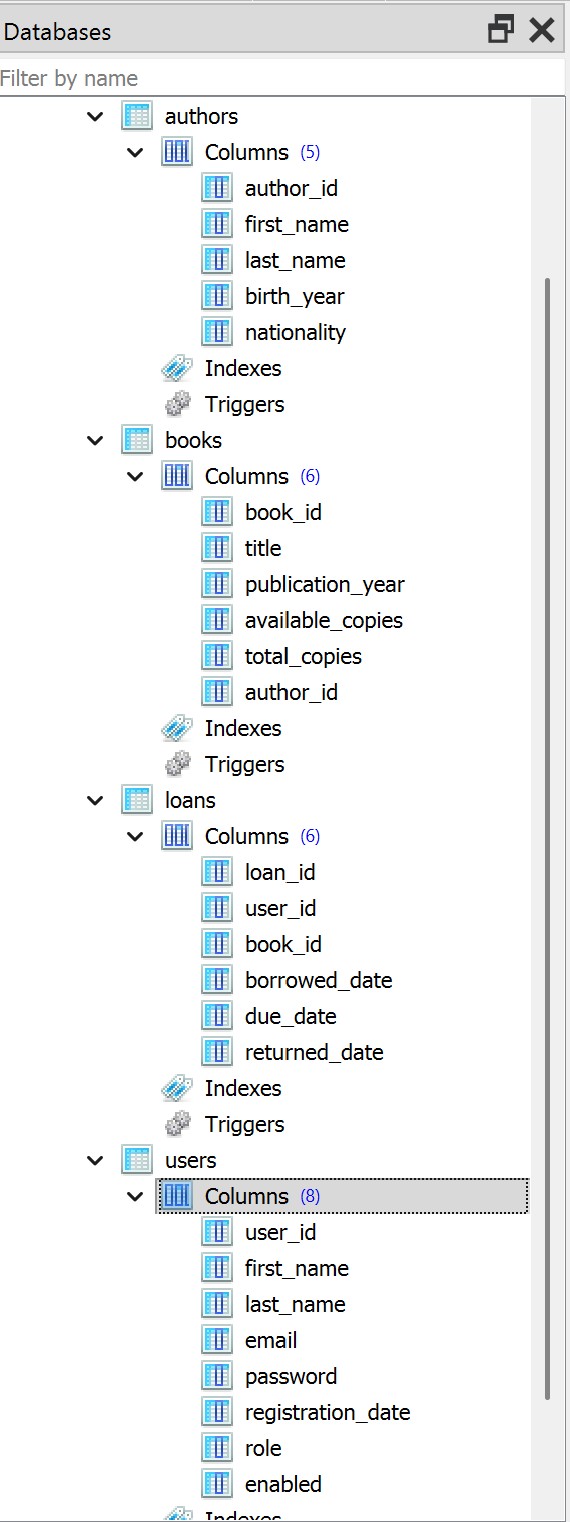 Databases
Filter by name
authors
Columns (5)
author_id
first_name
last_name
birth_year
nationality
Indexes
Triggers
books
Columns (6)
book_id
title
publication_year
available_copies
total_copies
author_id
Indexes
Triggers
loans
Columns (6)
loan_id
user_id
book_id
borrowed_date
due_date
returned_date
Indexes
Triggers
users
Columns (8)
user_id
first_name
last_name
email
password
registration_date
role
enabled
Indexes